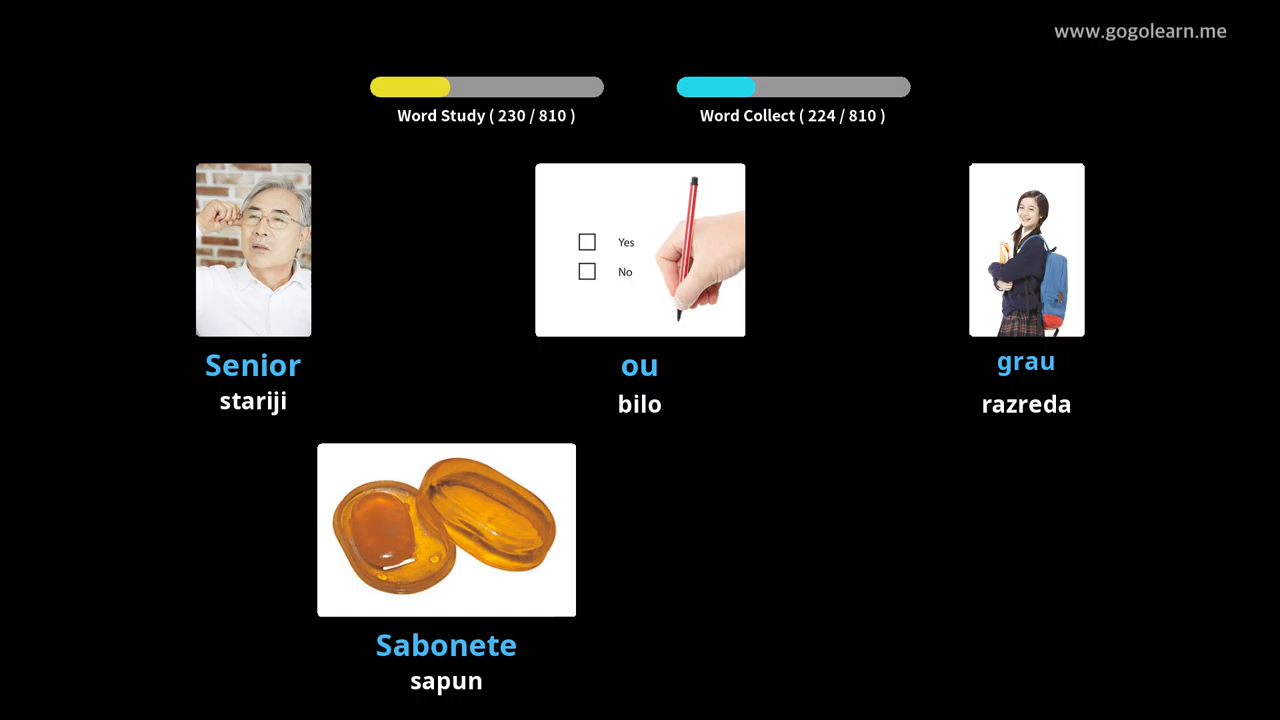 www.gogolearn.me
Word Study ( 230 / 810 )
Word Collect ( 224 / 810 )
Yes
No
Senior
stariji
ou
bilo
grau
razreda
Sabonete
sapun